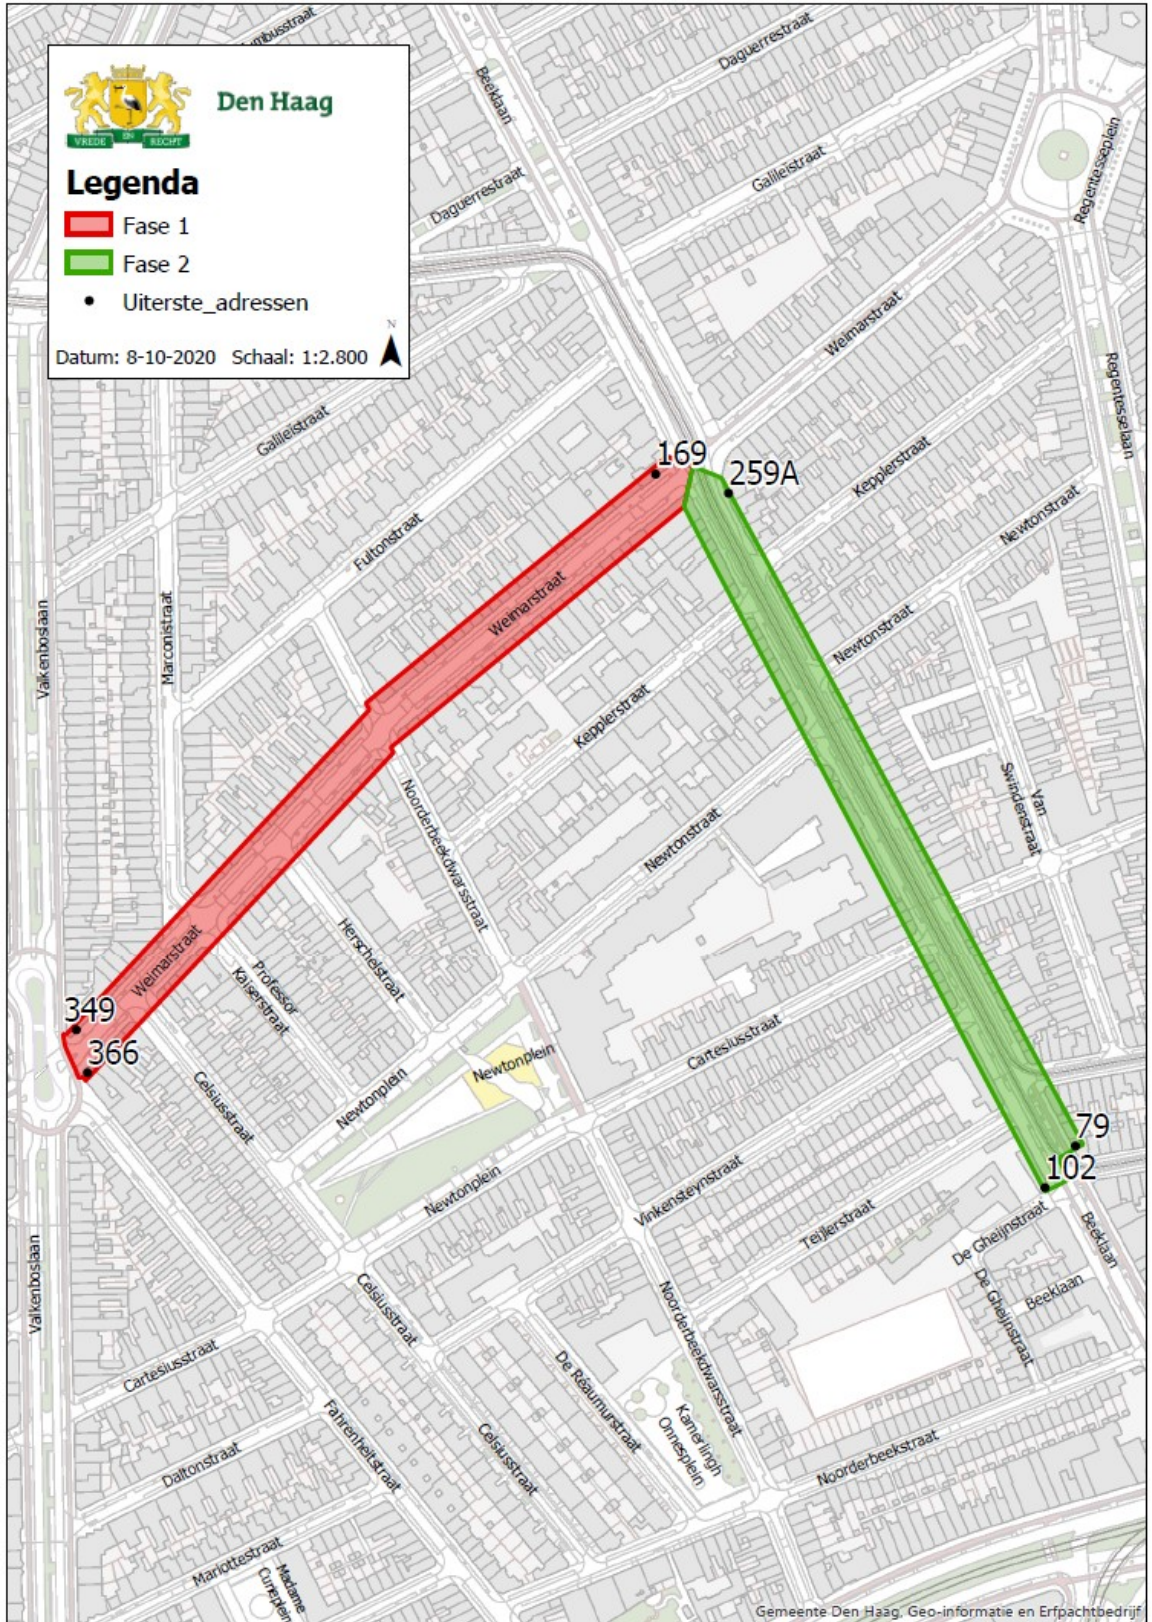 mbusstraat
Daguerrestraat
Beeklaan
VREDE EN RECHT
Den Haag
Legenda
Fase 1
Fase 2
Uiterste_adressen
N
Datum: 8-10-2020 Schaal: 1:2.800
Galileistraat
Regentesseplein
Daguerrestraat
Weimarstraat
Regentesselaan
Galileistraat
169
259A
Kepplerstraat
Newtonstraat
Fultonstraat
Weimarstraat
Valkenboslaan
Marconistraat
Newtonstraat
Kepplerstraat
Noorderbeekdwarsstraat
Newtonstraat
Van
Swindenstraat
Weimarstraat
Herschelstraat
Professor
Kaiserstraat
349
366
Celsiusstraat
Newtonplein
Newtonplein
Cartesiusstraat
79
102
Newtonplein
Vinkensteynstraat
Teijlerstraat
De Gheijnstraat
Beeklaan
De Gheijnstraat
Beeklaan
Valkenboslaan
Celsiusstraat
Noorderbeekdwarsstraat
Cartesiusstraat
De Réaumurstraat
Kamerlingh
Onnesplein
Fahrenheitstraat
Celsiusstraat
Daltonstraat
Noorderbeekstraat
Mariottestraat
Madame
Curieplein
Gemeente Den Haag, Geo-informatie en Erfpachtbedrijf